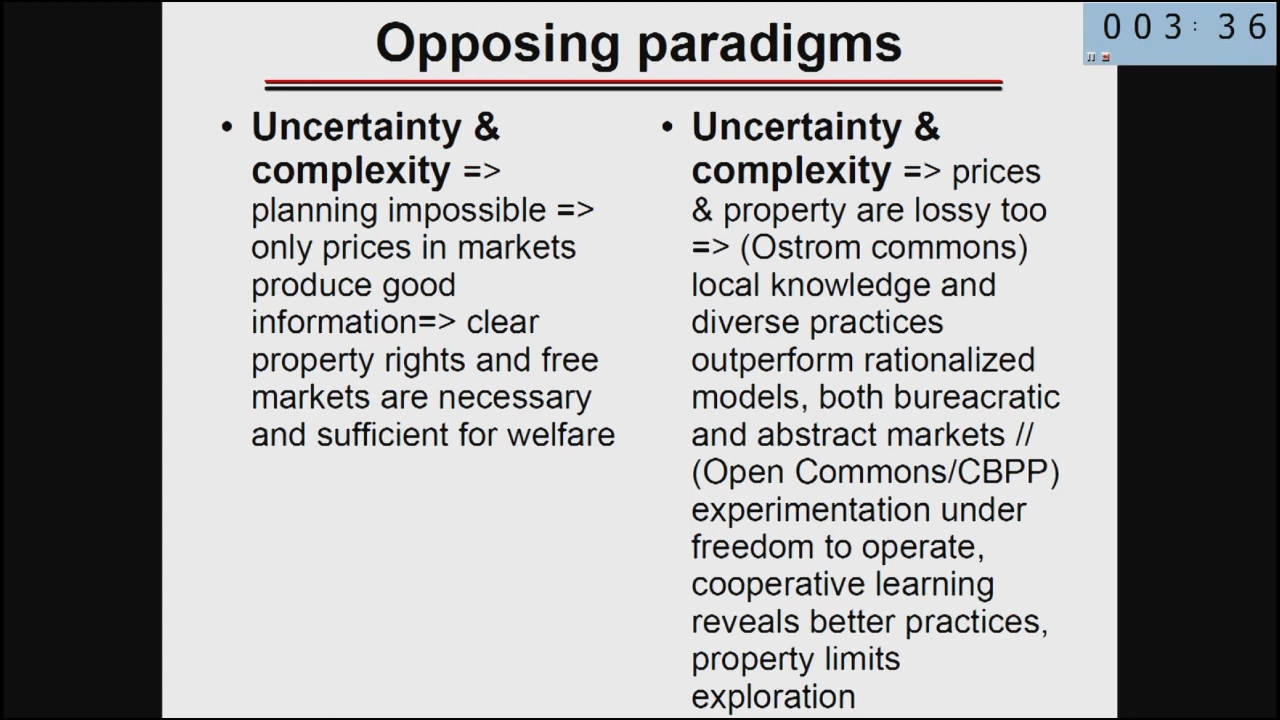 Opposing paradigms
003:36
• Uncertainty &
complexity =>
planning impossible =>
only prices in markets
produce good
information=> clear
property rights and free
markets are necessary
and sufficient for welfare
• Uncertainty &
complexity => prices
& property are lossy too
=> (Ostrom commons)
local knowledge and
diverse practices
outperform rationalized
models, both bureacratic
and abstract markets //
(Open Commons/CBPP)
experimentation under
freedom to operate,
cooperative learning
reveals better practices,
property limits
exploration